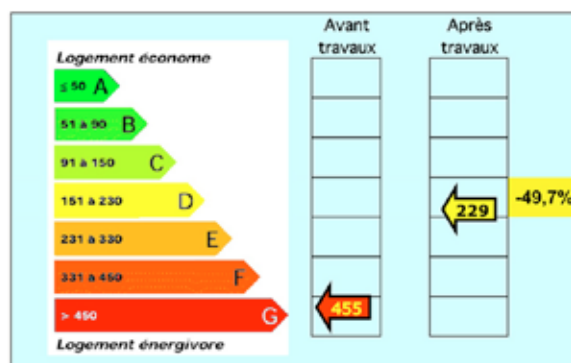 Avant
travaux
Après
travaux
Logement économe
≤ 50 A
51 à 90 B
91 à 150 C
151 à 230 D
-49,7%
229
231 à 330 E
331 à 450 F
> 450 G
455
Logement énergivore